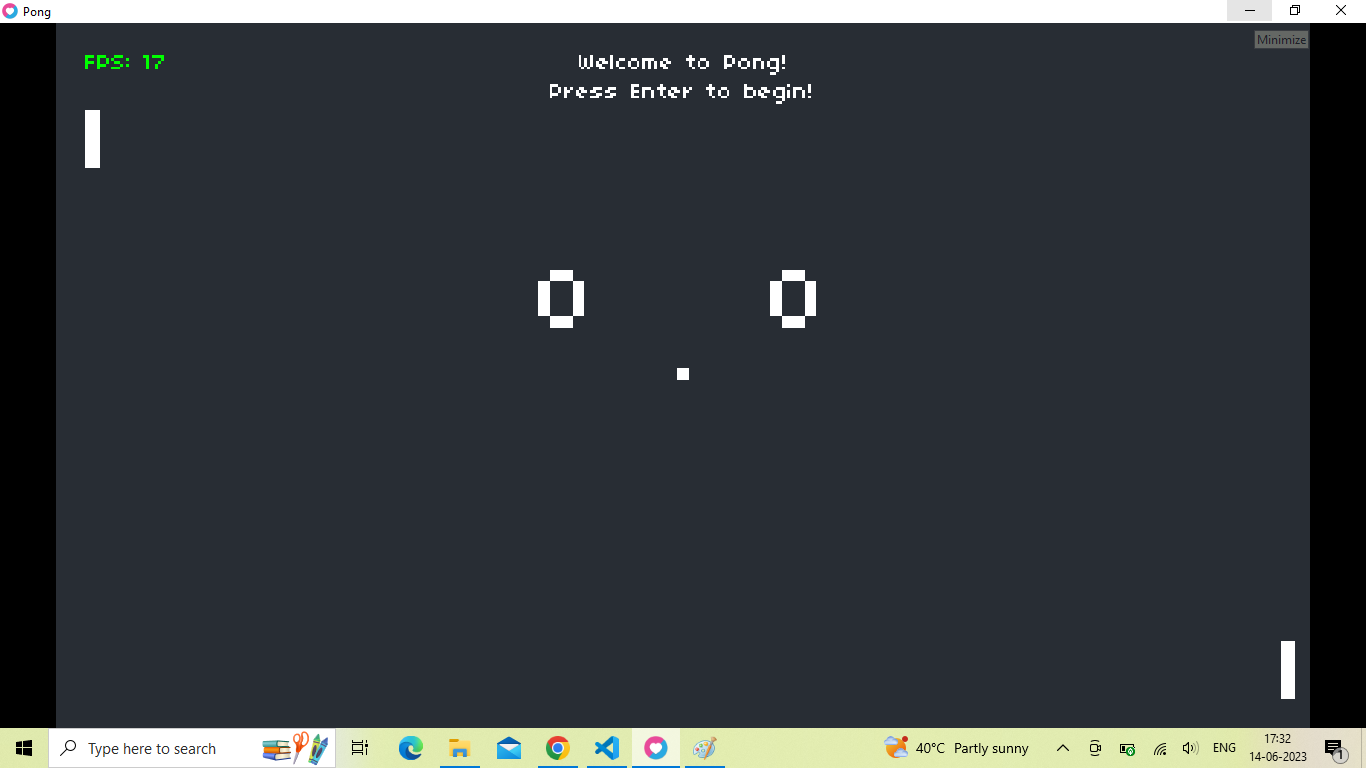 Pong
Minimize
FPS: 17
Welcome to Pong!
Press Enter to begin!
0 0
Type here to search
40°C Partly sunny
ENG
17:32
14-06-2023
1